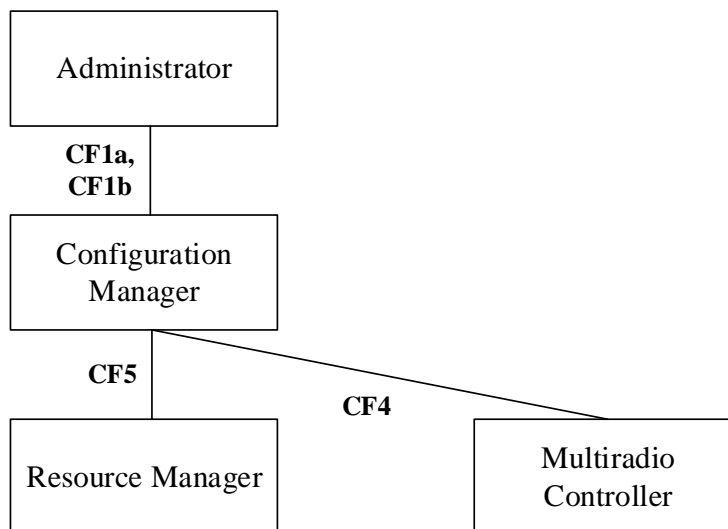 Administrator
CF1a,
CF1b
Configuration
Manager
CF5
CF4
Resource Manager
Multiradio
Controller